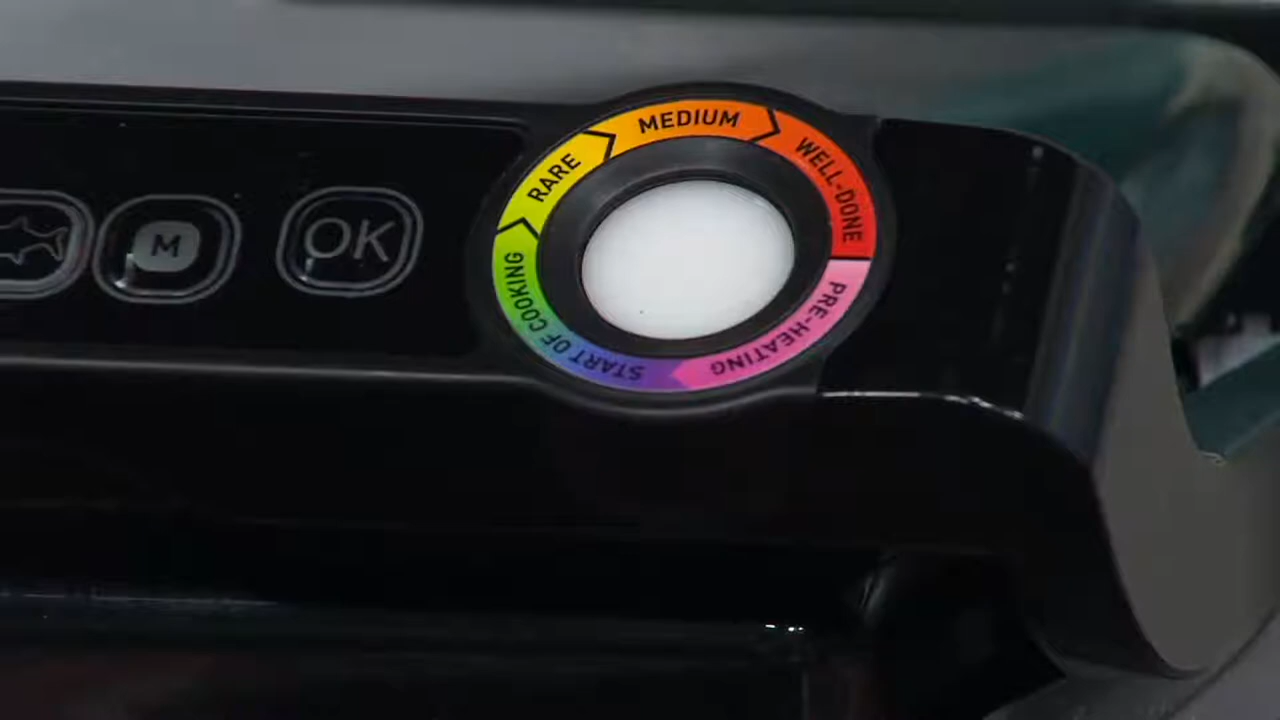 M
OK
PRE-HEATING
START OF COOKING
RARE
MEDIUM
WELL-DONE